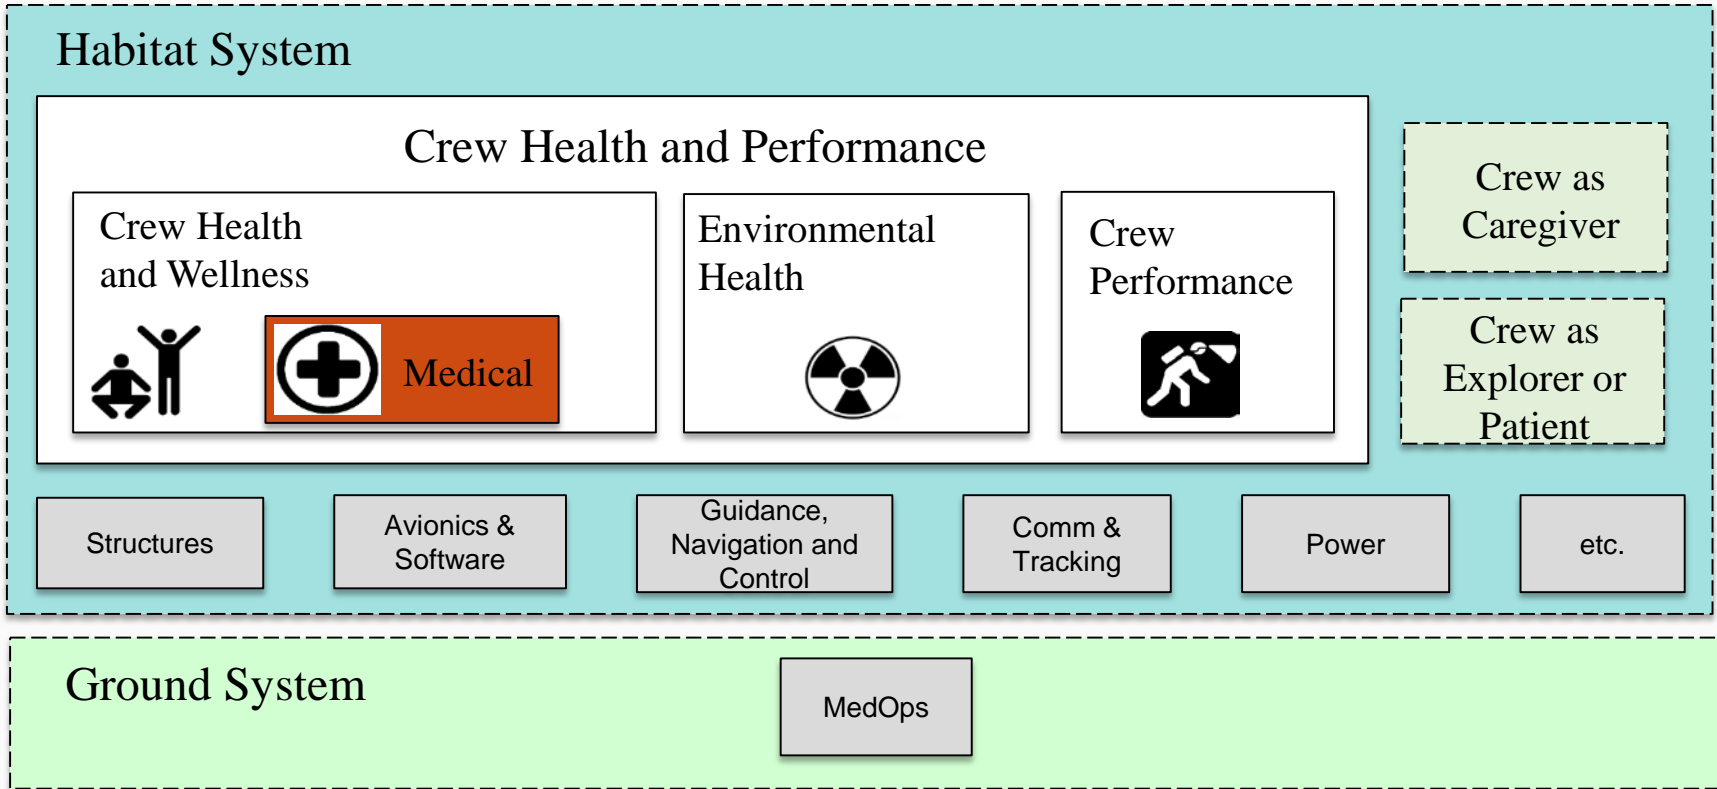 Habitat System
Crew Health and Performance
Crew Health
and Wellness
Medical
Environmental
Health
Crew
Performance
Crew as
Caregiver
Crew as
Explorer or
Patient
Structures
Avionics &
Software
Guidance,
Navigation and
Control
Comm &
Tracking
Power
etc.
Ground System
MedOps